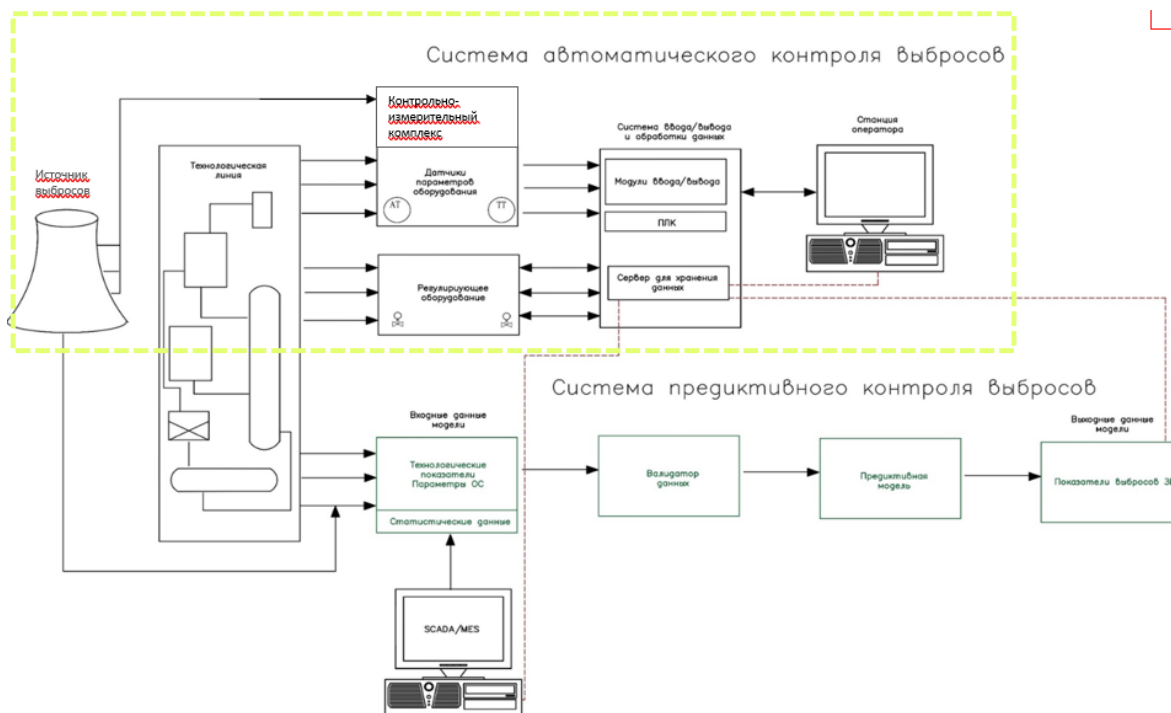 Система автоматического контроля выбросов
Контрольно-
измерительный
комплекс
Система ввода/вывода
и обработки данных
Станция
оператора
Источник
выбросов
Технологическая
линия
Датчики
параметров
оборудования
AT
TT
Модули ввода/вывода
ПЛК
Сервер для хранения
данных
Регулирующее
оборудование
Система предиктивного контроля выбросов
Входные данные
модели
Выходные данные
модели
Технологические
показатели
Параметры ОС
Статистические данные
Валидатор
данных
Предиктивная
модель
Показатели выбросов
SCADA/MES